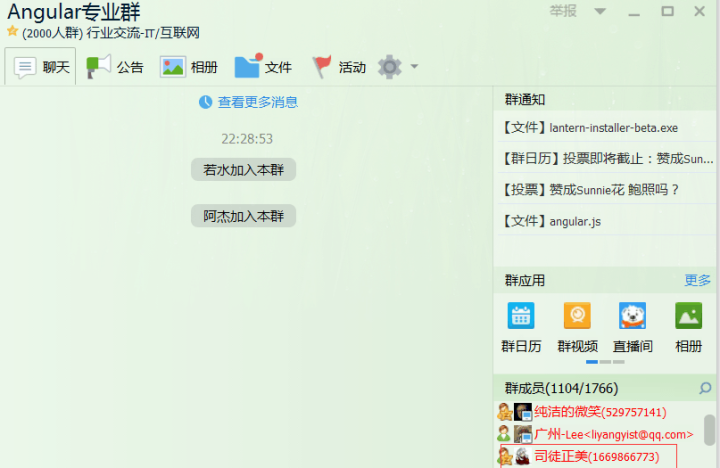 Angular专业群
举报
(2000人群) 行业交流-IT/互联网
聊天 公告 相册 文件 活动
查看更多消息
22:28:53
若水加入本群
阿杰加入本群
群通知
【文件】lantern-installer-beta.exe
【群日历】投票即将截止：赞成Sun...
【投票】赞成Sunnie花 鲍照吗？
【文件】angular.js
群应用 更多
群日历 群视频 直播间 相册
群成员(1104/1766)
纯洁的微笑(529757141)
广州-Lee<liyangyist@qq.com>
司徒正美(1669866773)